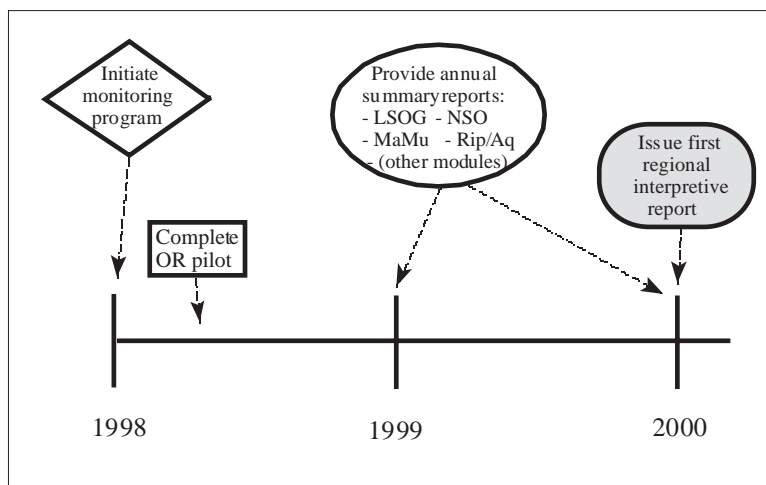 Initiate
monitoring
program
Complete
OR pilot
Provide annual
summary reports:
- LSOG - NSO
- MaMu - Rip/Aq
- (other modules)
Issue first
regional
interpretive
report
1998
1999
2000